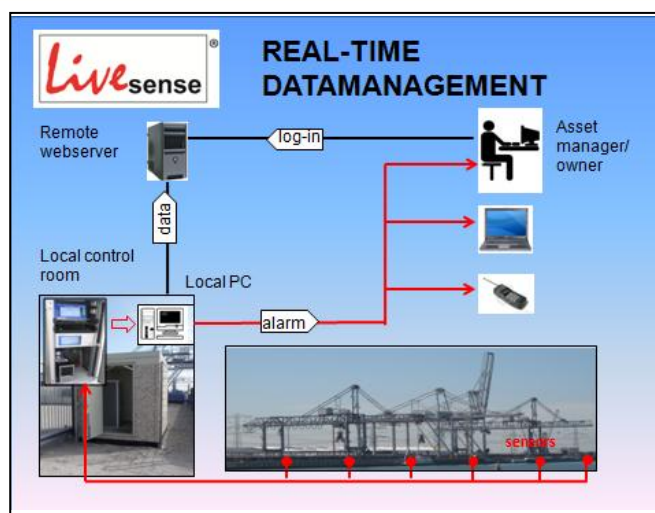 Livesense®
REAL-TIME
DATAMANAGEMENT
Remote
webserver
log-in
Asset
manager/
owner
data
Local control
room
Local PC
alarm
sensors